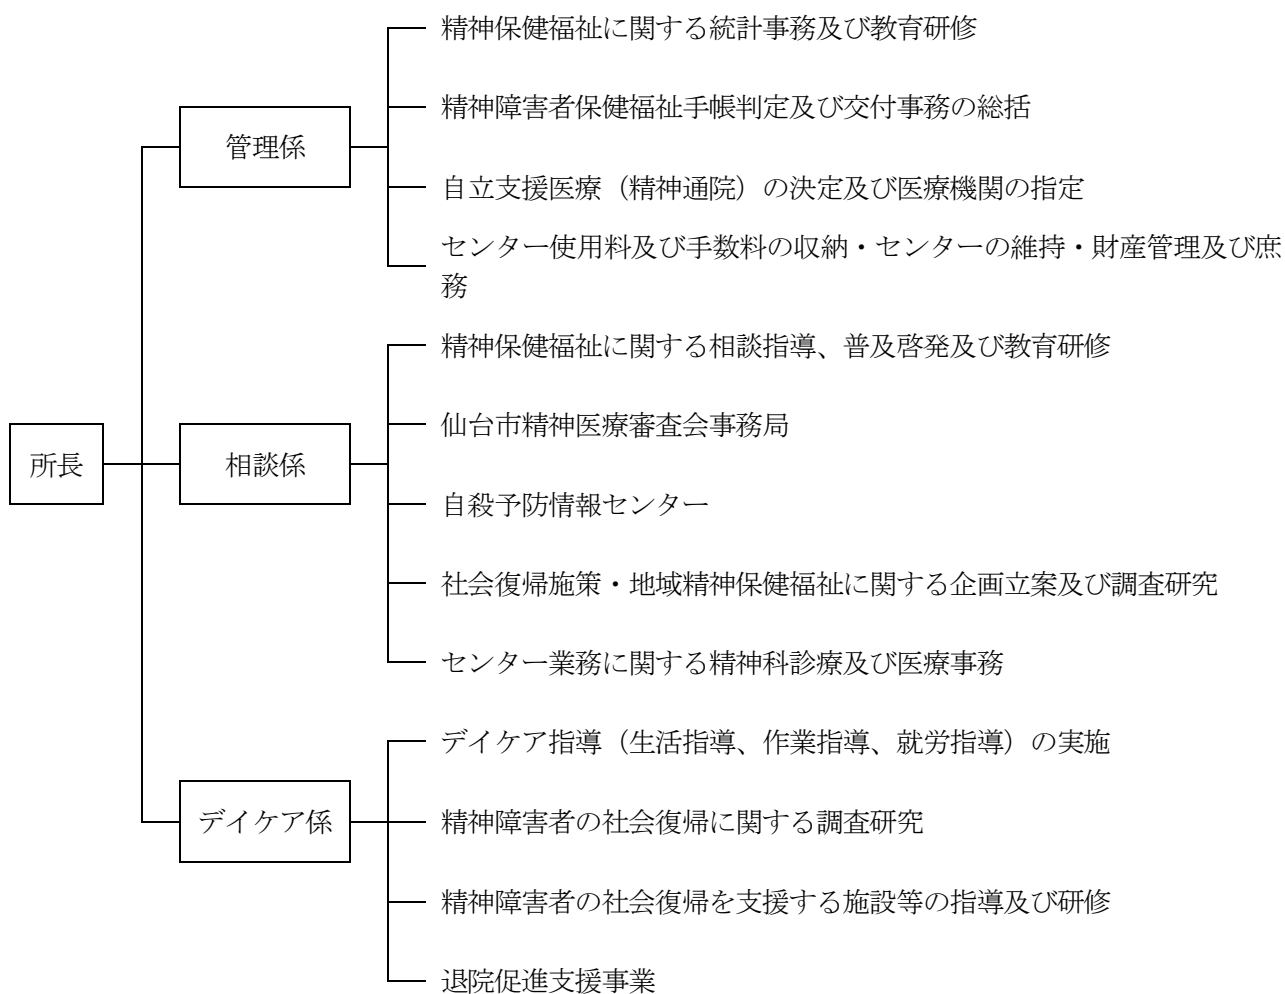 所長
管理係
精神保健福祉に関する統計事務及び教育研修
精神障害者保健福祉手帳判定及び交付事務の総括
自立支援医療（精神通院）の決定及び医療機関の指定
センター使用料及び手数料の収納・センターの維持・財産管理及び庶
務
相談係
精神保健福祉に関する相談指導、普及啓発及び教育研修
仙台市精神医療審査会事務局
自殺予防情報センター
社会復帰施策・地域精神保健福祉に関する企画立案及び調査研究
センター業務に関する精神科診療及び医療事務
デイケア係
デイケア指導（生活指導、作業指導、就労指導）の実施
精神障害者の社会復帰に関する調査研究
精神障害者の社会復帰を支援する施設等の指導及び研修
退院促進支援事業